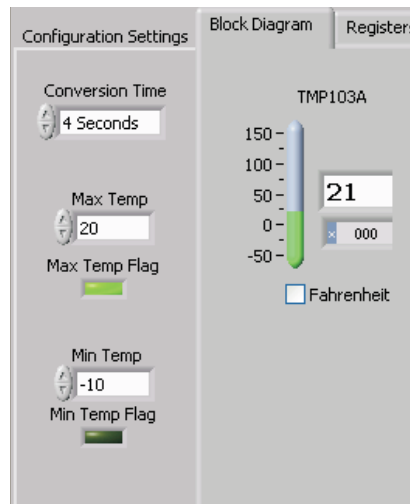 Configuration Settings
Conversion Time
4 Seconds
Max Temp
20
Max Temp Flag
Min Temp
-10
Min Temp Flag
Block Diagram
Registers
TMP103A
150
100
50
0
-50
21
x 000
Fahrenheit